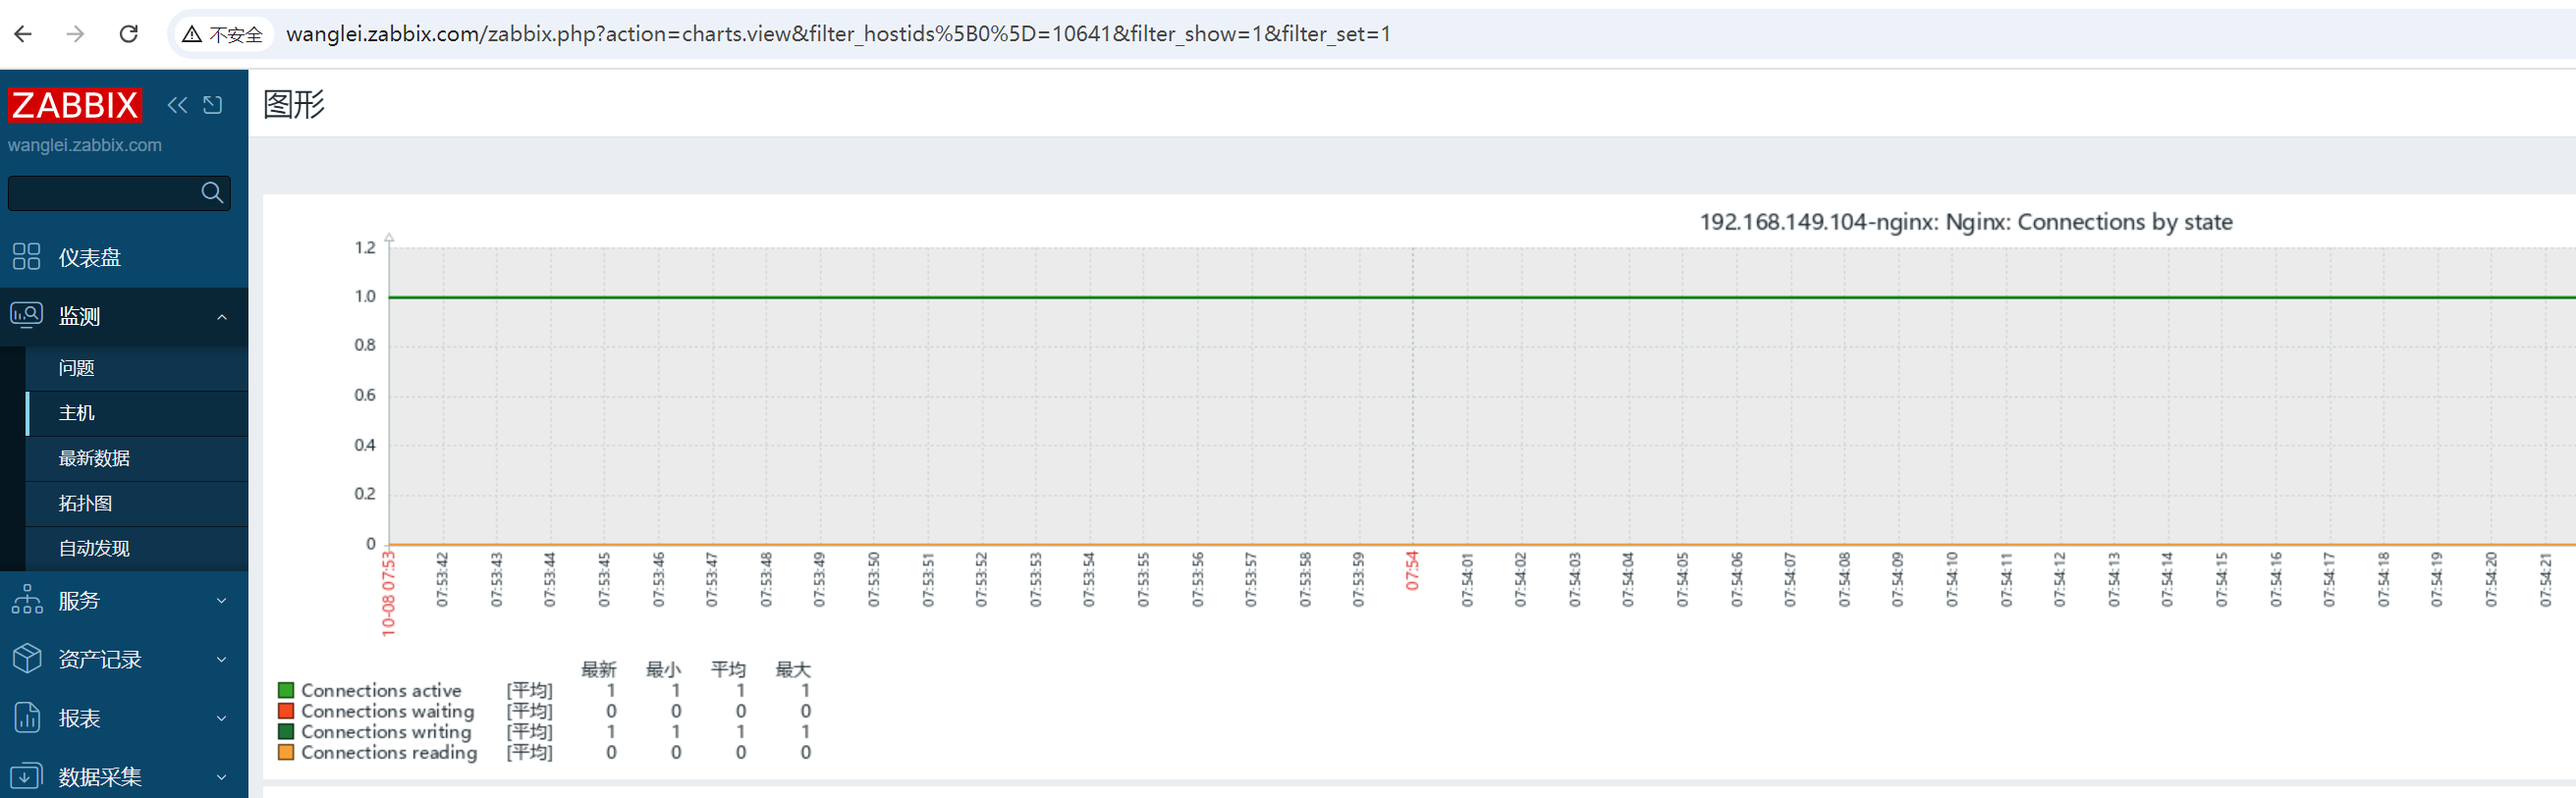 不安全 wanglei.zabbix.com/zabbix.php?action=charts.view&filter_hostids%5B0%5D=10641&filter_show=1&filter_set=1
ZABBIX
wanglei.zabbix.com
仪表盘
监测
问题
主机
最新数据
拓扑图
自动发现
服务
资产记录
报表
数据采集
图形
192.168.149.104-nginx: Nginx: Connections by state
1.2
1.0
0.8
0.6
0.4
0.2
0
10-08 07:53 07:53:42 07:53:43 07:53:44 07:53:45 07:53:46 07:53:47 07:53:48 07:53:49 07:53:50 07:53:51 07:53:52 07:53:53 07:53:54 07:53:55 07:53:56 07:53:57 07:53:58 07:53:59 07:54 07:54:01 07:54:02 07:54:03 07:54:04 07:54:05 07:54:06 07:54:07 07:54:08 07:54:09 07:54:10 07:54:11 07:54:12 07:54:13 07:54:14 07:54:15 07:54:16 07:54:17 07:54:18 07:54:19 07:54:20 07:54:21
最新 最小 平均 最大
Connections active [平均] 1 1 1 1
Connections waiting [平均] 0 0 0 0
Connections writing [平均] 1 1 1 1
Connections reading [平均] 0 0 0 0